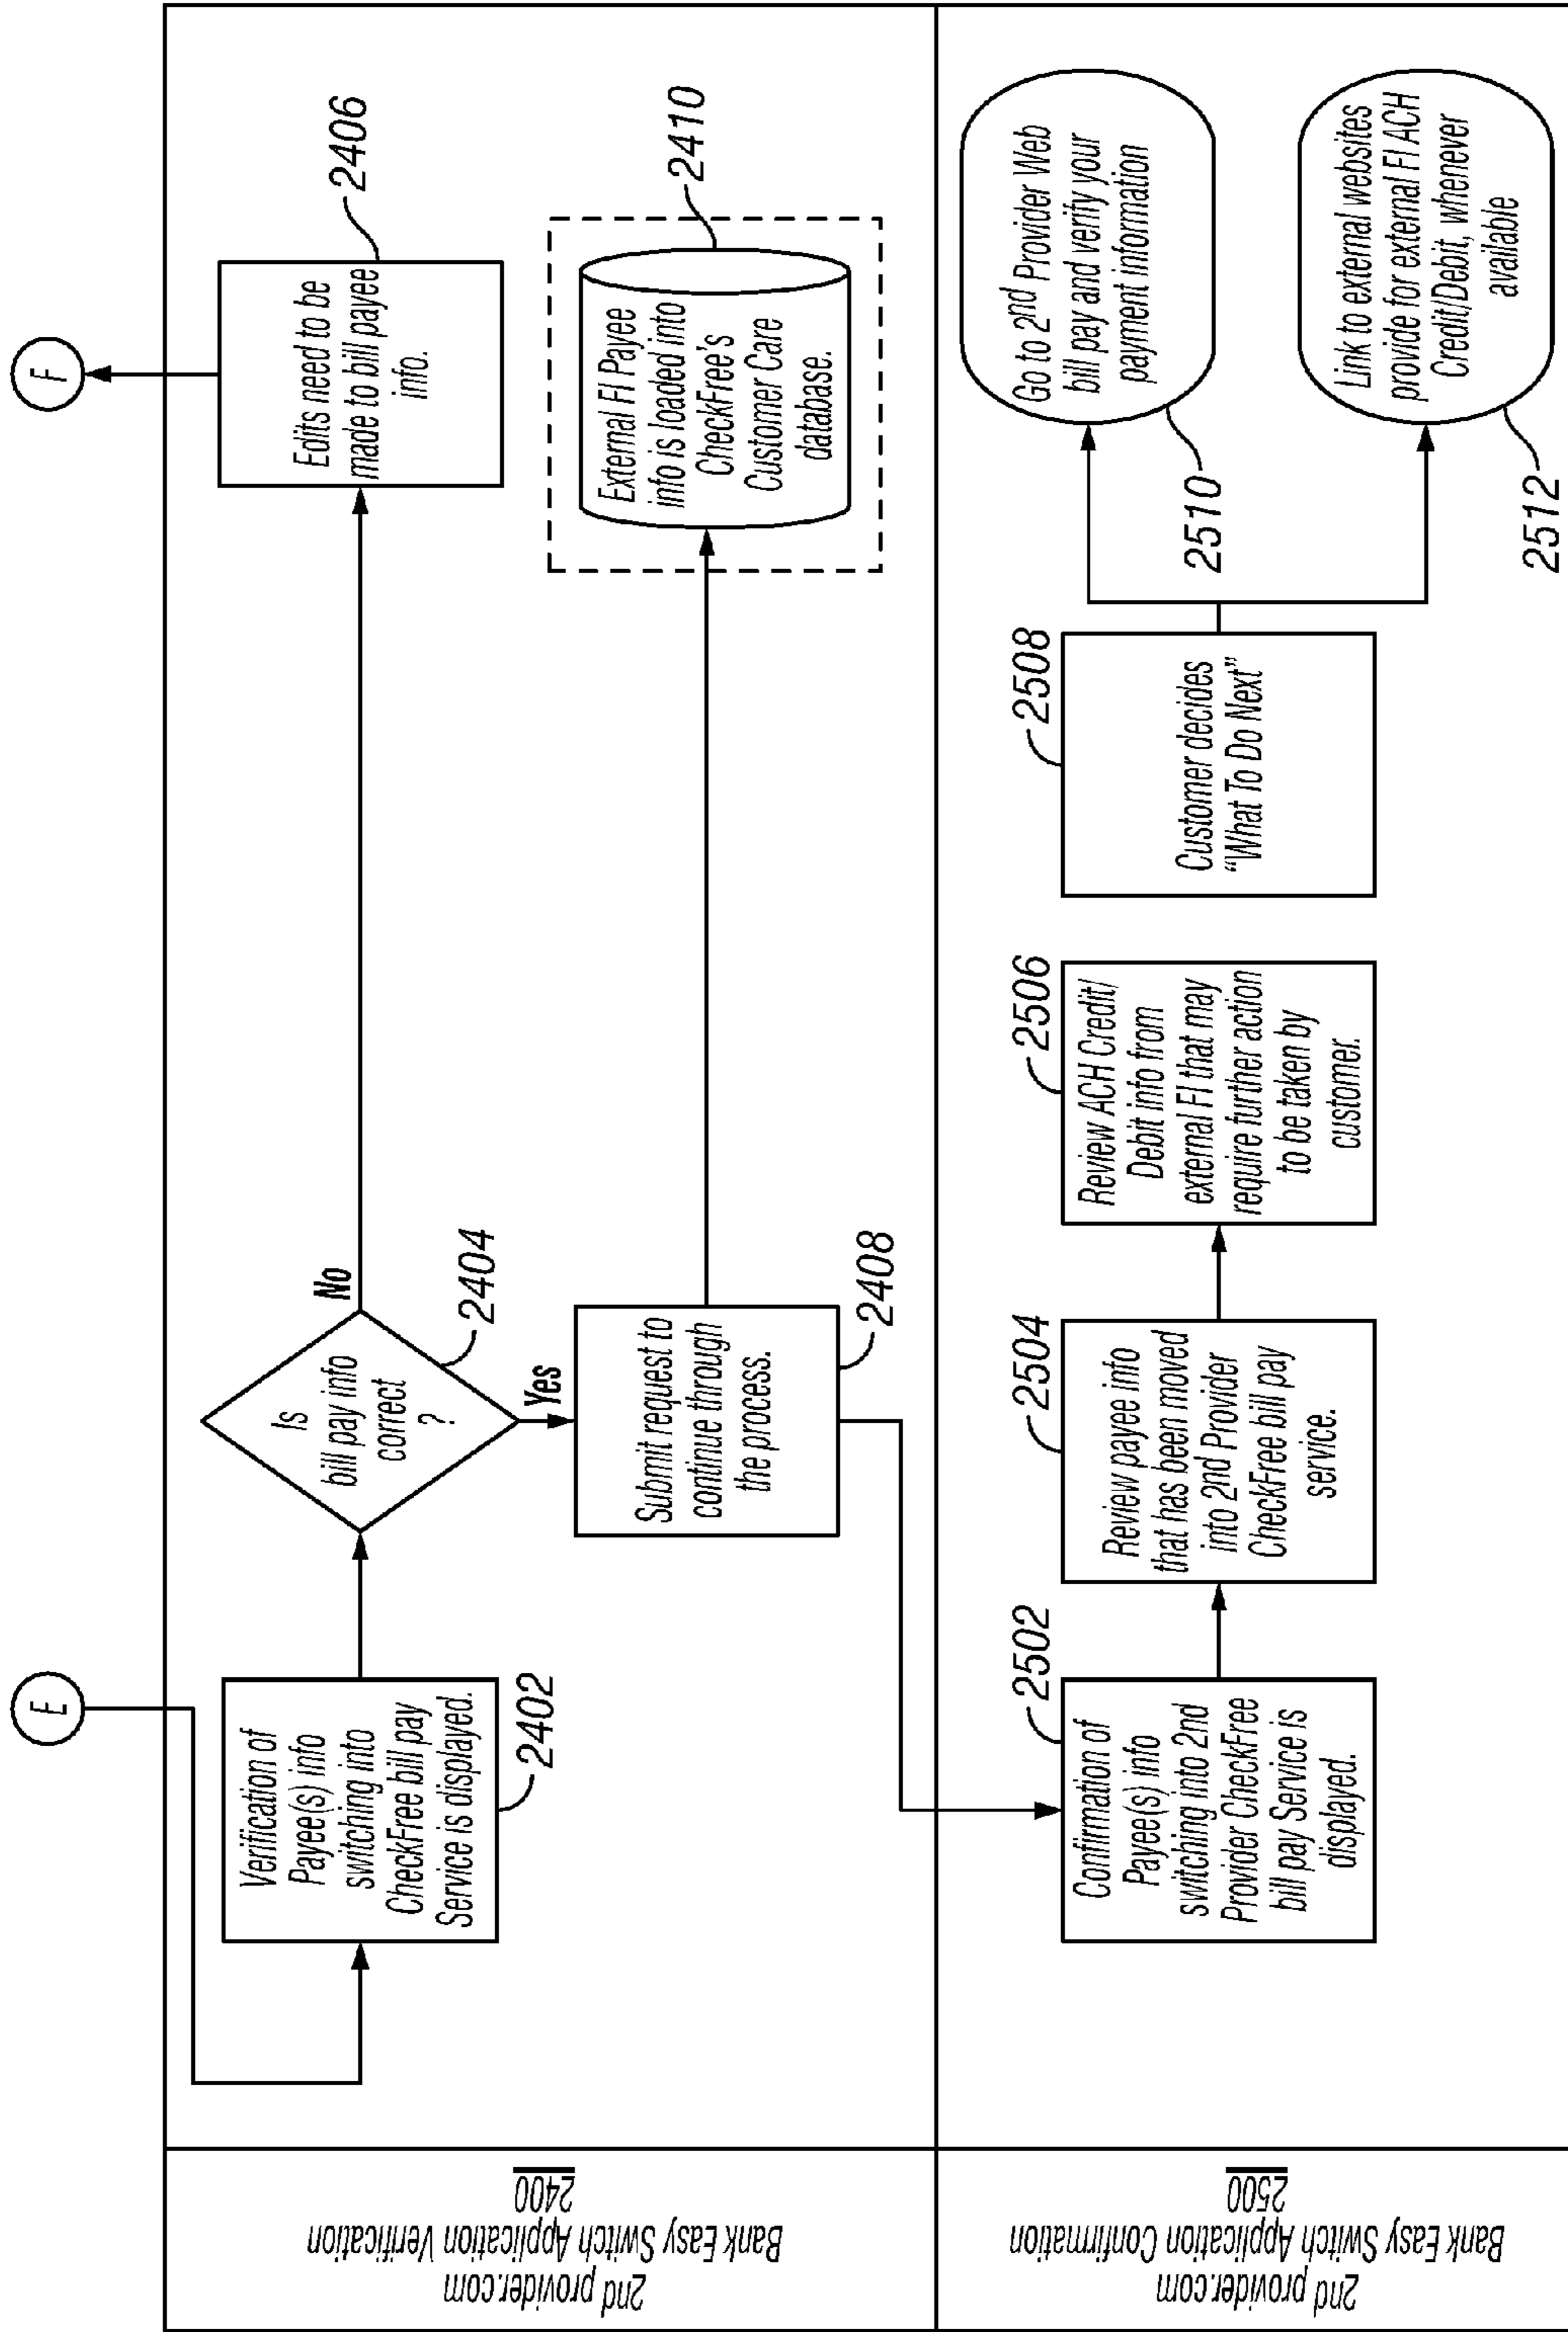 E
F
2nd provider.com
Bank Easy Switch Application Verification
2400
Verification of
Payee(s) info
switching into
CheckFree bill pay
Service is displayed.
2402
Is
bill pay info
correct
?
2404
No
Yes
Edits need to be
made to bill payee
info.
2406
Submit request to
continue through
the process.
2408
External FI Payee
info is loaded into
CheckFree's
Customer Care
database.
2410
2nd provider.com
Bank Easy Switch Application Confirmation
2500
2502
Confirmation of
Payee(s) info
switching into 2nd
Provider CheckFree
bill pay Service is
displayed.
2504
Review payee info
that has been moved
into 2nd Provider
CheckFree bill pay
service.
2506
Review ACH Credit/
Debit info from
external FI that may
require further action
to be taken by
customer.
2508
Customer decides
“What To Do Next”
Go to 2nd Provider Web
bill pay and verify your
payment information
2510
Link to external websites
provide for external FI ACH
Credit/Debit, whenever
available
2512